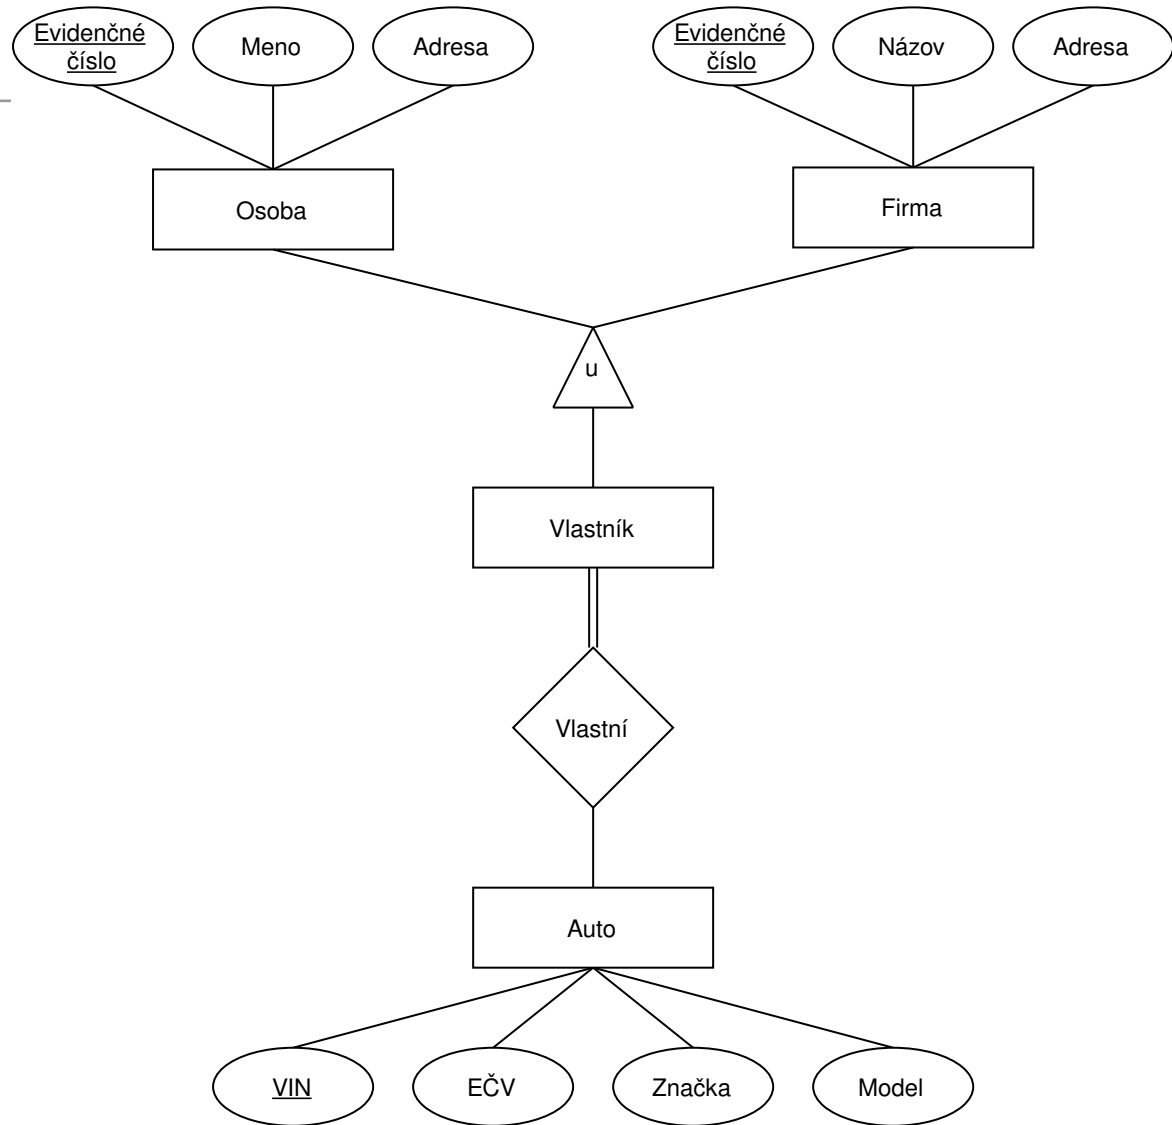 Evidenčné
číslo
Meno
Adresa
Evidenčné
číslo
Názov
Adresa
Osoba
Firma
u
Vlastník
Vlastní
Auto
VIN
EČV
Značka
Model